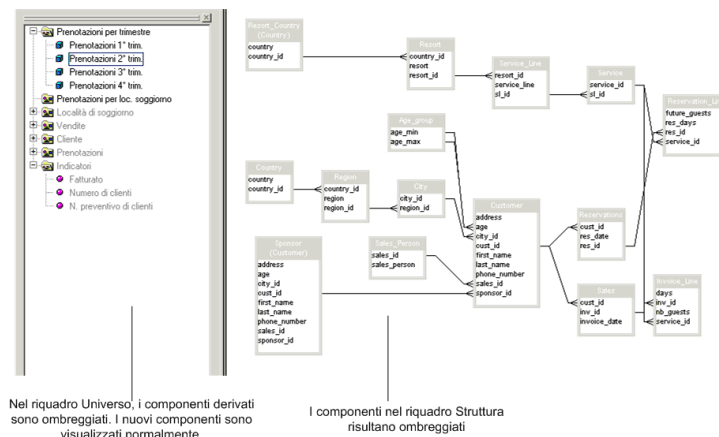 Prenotazioni per trimestre
Prenotazioni 1° trim.
Prenotazioni 2° trim.
Prenotazioni 3° trim.
Prenotazioni 4° trim.
Prenotazioni per loc. soggiorno
Località di soggiorno
Vendite
Cliente
Prenotazioni
Indicatori
Fatturato
Numero di clienti
N. preventivo di clienti
Resort_Country
(Country)
country
country_id
Resort
country_id
resort
resort_id
Service_Line
resort_id
service_line
sl_id
Service
service_id
sl_id
Reservation_Lin
future_guests
res_days
res_id
service_id
Age_group
age_min
age_max
Country
country
country_id
Region
country_id
region
region_id
City
city_id
region_id
Customer
address
age
city_id
cust_id
first_name
last_name
phone_number
sales_id
sponsor_id
Reservations
cust_id
res_date
res_id
Sponsor
(Customer)
address
age
city_id
cust_id
first_name
last_name
phone_number
sales_id
sponsor_id
Sales_Person
sales_id
sales_person
Sales
cust_id
inv_id
invoice_date
Invoice_Line
days
inv_id
nb_guests
service_id
Nel riquadro Universo, i componenti derivati
sono ombreggiati. I nuovi componenti sono
visualizzati normalmente
I componenti nel riquadro Struttura
risultano ombreggiati